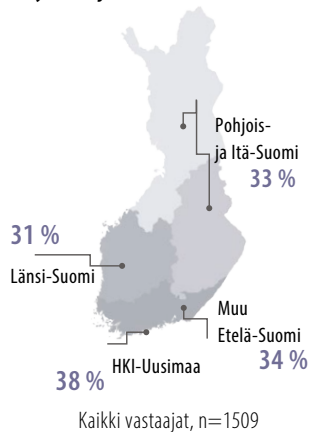 Pohjois-
ja Itä-Suomi
33 %
31 %
Länsi-Suomi
Muu
Etelä-Suomi
34 %
HKI-Uusimaa
38 %
Kaikki vastaajat, n=1509